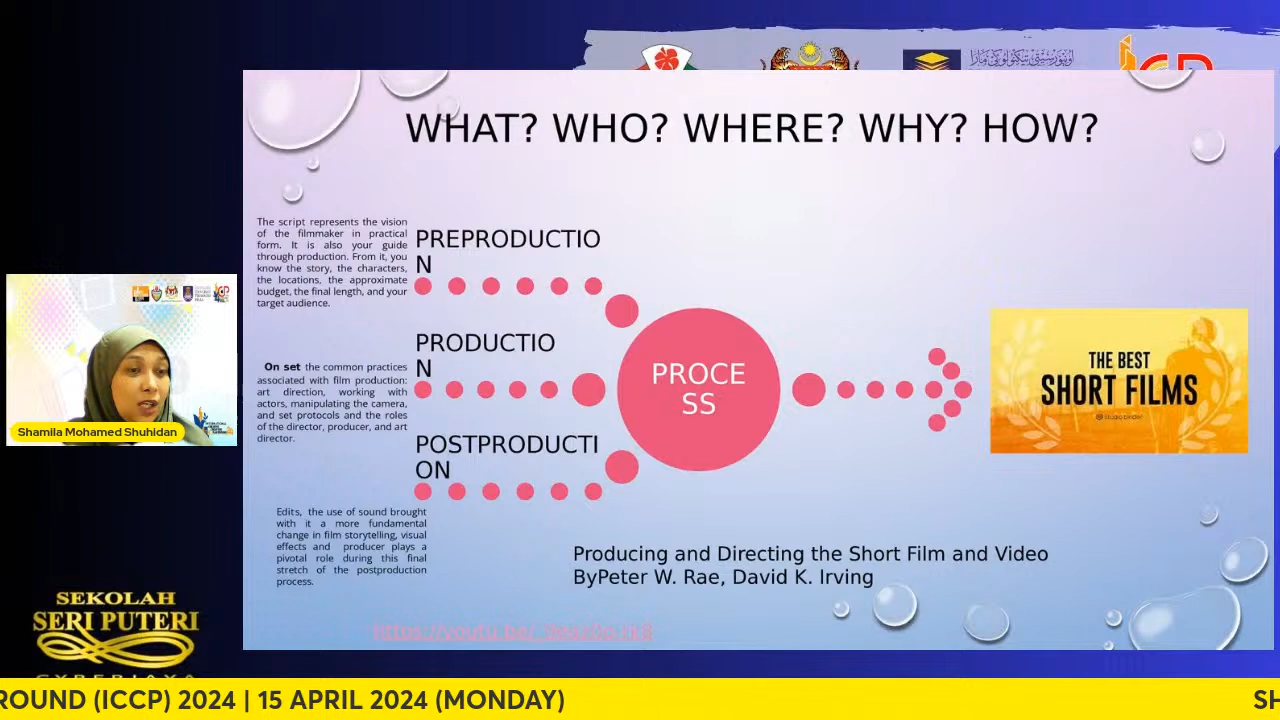 WHAT? WHO? WHERE? WHY? HOW?
The script represents the vision
of the filmmaker in practical
form. It is also your guide
through production. From it, you
know the story, the characters,
the locations, the approximate
budget, the final length, and your
target audience.
PREPRODUCTIO
N
On set the common practices
associated with film production:
art direction, working with
actors, manipulating the camera,
and set protocols and the roles
of the director, producer, and art
director.
PRODUCTIO
N
PROCE
SS
THE BEST
SHORT FILMS
studiobinder
POSTPRODUCTI
ON
Edits, the use of sound brought
with it a more fundamental
change in film storytelling, visual
effects and producer plays a
pivotal role during this final
stretch of the postproduction
process.
Producing and Directing the Short Film and Video
ByPeter W. Rae, David K. Irving
Shamila Mohamed Shuhidan
SEKOLAH
SERI PUTERI
CYBERJAYA
ROUND (ICCP) 2024 | 15 APRIL 2024 (MONDAY)
SH